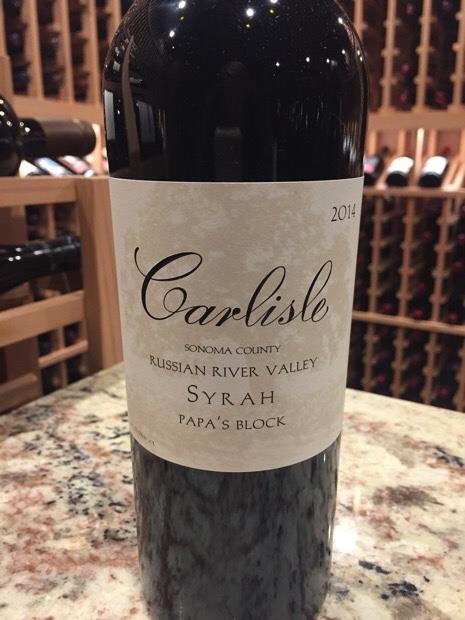 2014
Carlisle
SONOMA COUNTY
RUSSIAN RIVER VALLEY
SYRAH
PAPA'S BLOCK